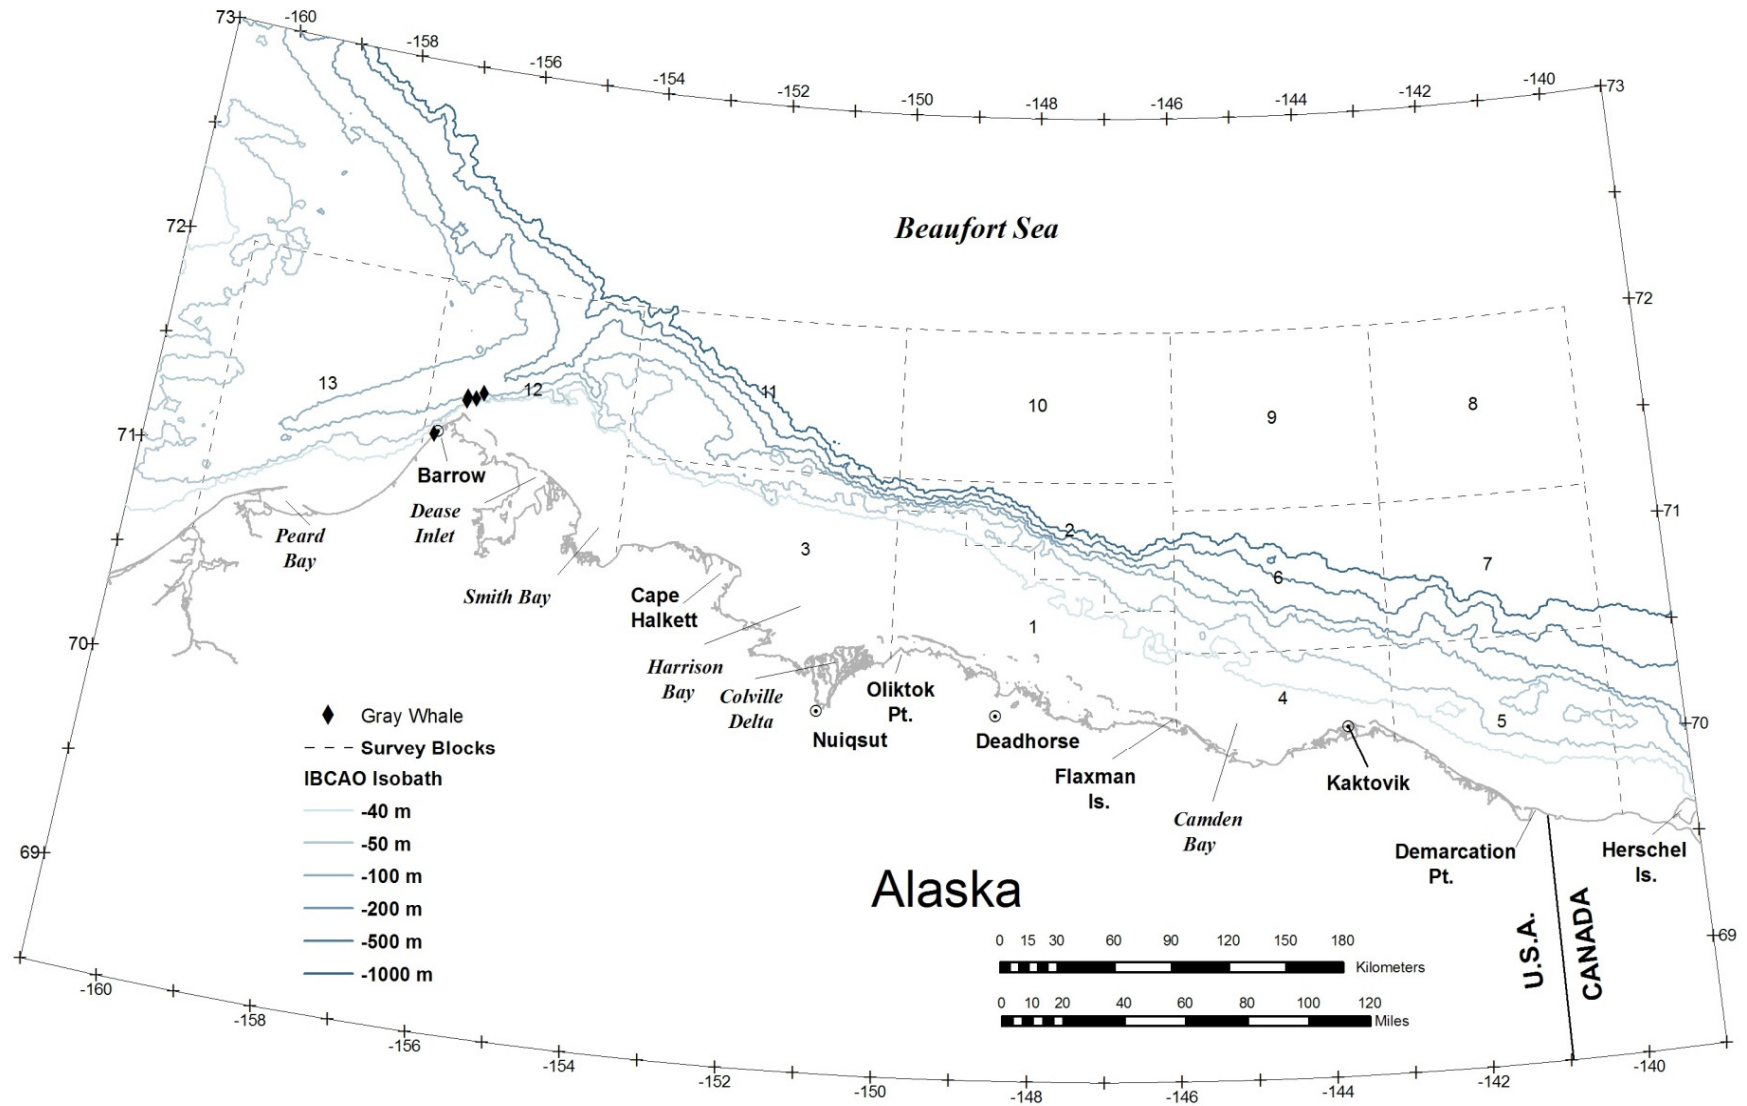 73
-160
-158
-156
-154
-152
-150
-148
-146
-144
-142
-140
73
72
Beaufort Sea
72
13
12
11
10
9
8
71
Barrow
Dease
Inlet
Peard
Bay
Smith Bay
3
2
6
7
71
Cape
Halkett
1
70
Harrison
Bay
Colville
Delta
Oliktok
Pt.
4
5
70
Nuiqsut
Deadhorse
Flaxman
Is.
Kaktovik
Camden
Bay
Demarcation
Pt.
Herschel
Is.
Gray Whale
Survey Blocks
IBCAO Isobath
-40 m
-50 m
-100 m
-200 m
-500 m
-1000 m
69
Alaska
U.S.A.
CANADA
69
0 15 30 60 90 120 150 180
Kilometers
0 10 20 40 60 80 100 120
Miles
-160
-158
-156
-154
-152
-150
-148
-146
-144
-142
-140